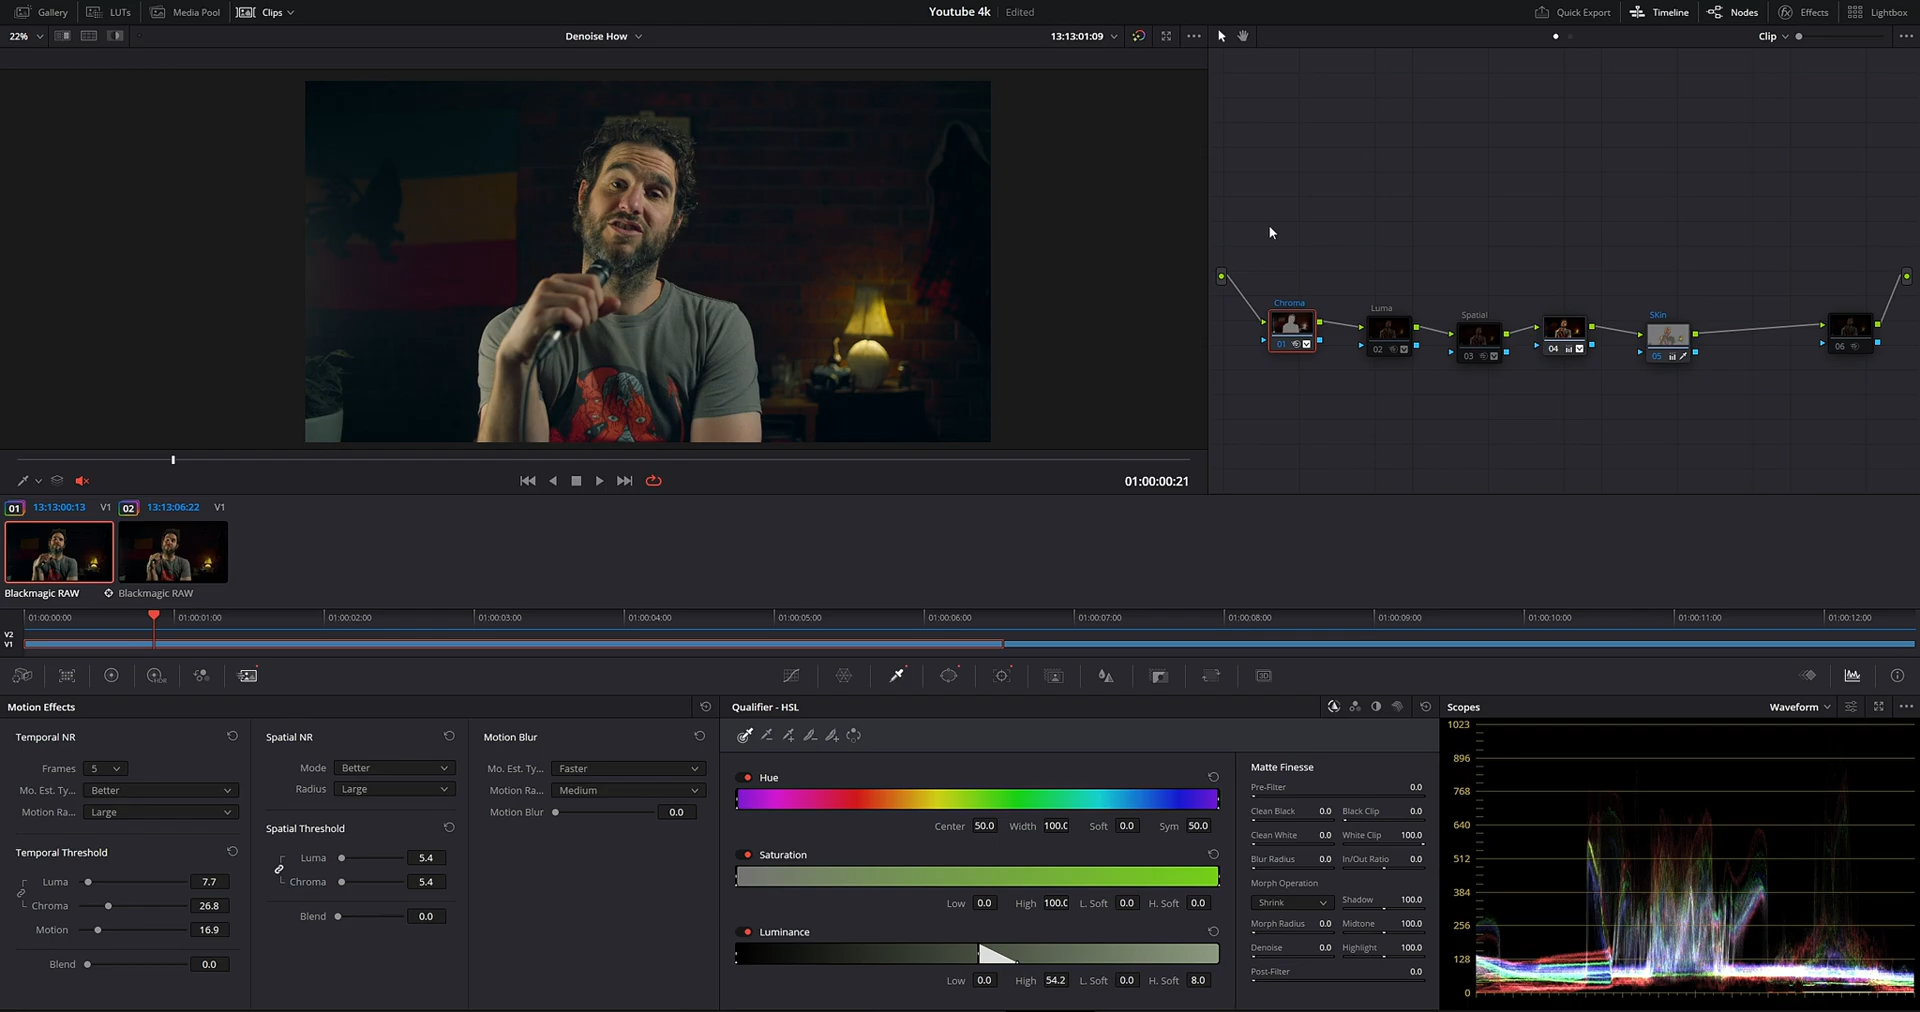 Gallery LUTs Media Pool Clips Youtube 4k Edited Quick Export Timeline Nodes Effects Lightbox
22% Denoise How 13:13:01:09 Clip
Chroma Luma Spatial SKin
01 02 03 04 05 06
01:00:00:21
01 13:13:00:13 V1 02 13:13:06:22 V1
Blackmagic RAW Blackmagic RAW
01:00:00:00 01:00:01:00 01:00:02:00 01:00:03:00 01:00:04:00 01:00:05:00 01:00:06:00 01:00:07:00 01:00:08:00 01:00:09:00 01:00:10:00 01:00:11:00 01:00:12:00
V2
V1
HDR 3D
Motion Effects
Temporal NR
Frames 5
Mo. Est. Ty... Better
Motion Ra... Large
Temporal Threshold
Luma 7.7
Chroma 26.8
Motion 16.9
Blend 0.0
Spatial NR
Mode Better
Radius Large
Spatial Threshold
Luma 5.4
Chroma 5.4
Blend 0.0
Motion Blur
Mo. Est. Ty... Faster
Motion Ra... Medium
Motion Blur 0.0
Qualifier - HSL
Hue
Center 50.0 Width 100.0 Soft 0.0 Sym 50.0
Saturation
Low 0.0 High 100.0 L. Soft 0.0 H. Soft 0.0
Luminance
Low 0.0 High 54.2 L. Soft 0.0 H. Soft 8.0
Matte Finesse
Pre-Filter 0.0
Clean Black 0.0 Black Clip 0.0
Clean White 0.0 White Clip 100.0
Blur Radius 0.0 In/Out Ratio 0.0
Morph Operation
Shrink Shadow 100.0
Morph Radius 0.0 Midtone 100.0
Denoise 0.0 Highlight 100.0
Post-Filter 0.0
Scopes Waveform
1023
896
768
640
512
384
256
128
0